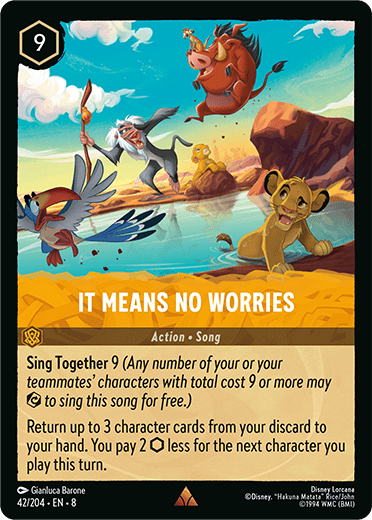 9
IT MEANS NO WORRIES
Action • Song
Sing Together 9 (Any number of your or your
teammates’ characters with total cost 9 or more may
to sing this song for free.)
Return up to 3 character cards from your discard to
your hand. You pay 2 less for the next character you
play this turn.
Gianluca Barone
42/204 • EN • 8
Disney Lorcana
©Disney. “Hakuna Matata” Rice/John
©1994 WMC (BMI)